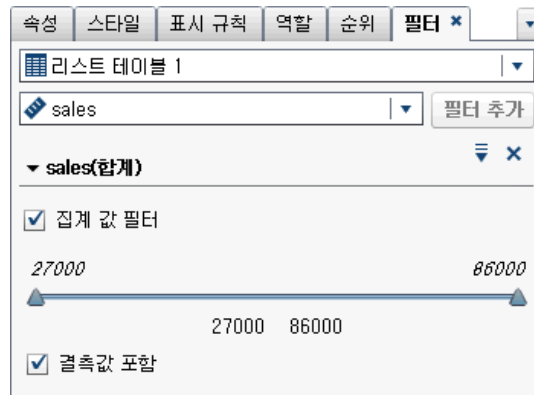 속성 스타일 표시 규칙 역할 순위 필터
리스트 테이블 1
sales 필터 추가
sales(합계)
집계 값 필터
27000 86000
27000 86000
결측값 포함